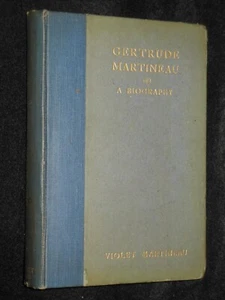 GERTRUDE
MARTINEAU
A BIOGRAPHY
VIOLET MARTINEAU